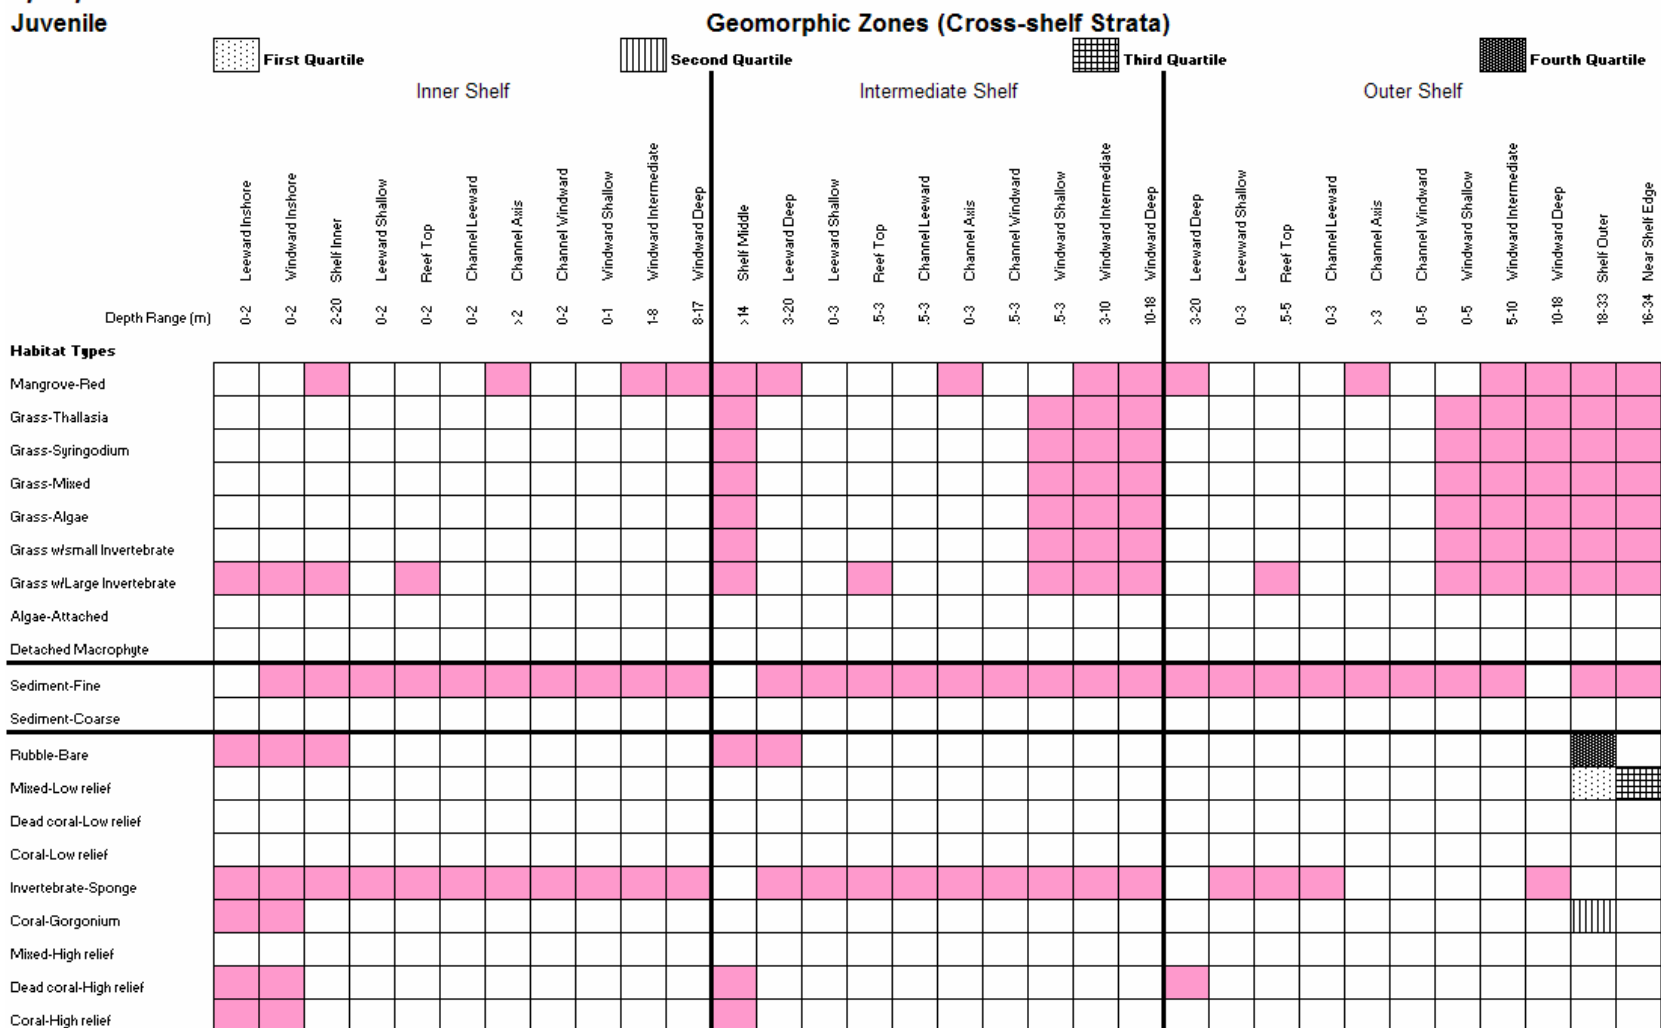 Juvenile
Geomorphic Zones (Cross-shelf Strata)
First Quartile
Second Quartile
Third Quartile
Fourth Quartile
Inner Shelf
Intermediate Shelf
Outer Shelf
Leeward Inshore
Windward Inshore
Shelf Inner
Leeward Shallow
Reef Top
Channel Leeward
Channel Axis
Channel Windward
Windward Shallow
Windward Intermediate
Windward Deep
Shelf Middle
Leeward Deep
Leeward Shallow
Reef Top
Channel Leeward
Channel Axis
Channel Windward
Windward Shallow
Windward Intermediate
Windward Deep
Leeward Deep
Leeward Shallow
Reef Top
Channel Leeward
Channel Axis
Channel Windward
Windward Shallow
Windward Intermediate
Windward Deep
Shelf Outer
Near Shelf Edge
Depth Range (m)
0-2
0-2
2-20
0-2
0-2
0-2
>2
0-2
0-1
1-8
8-17
>14
3-20
0-3
.5-3
.5-3
0-3
.5-3
.5-3
3-10
10-18
3-20
0-3
.5-5
0-3
>3
0-5
0-5
5-10
10-18
18-33
16-34
Habitat Types
Mangrove-Red
Grass-Thallasia
Grass-Syringodium
Grass-Mixed
Grass-Algae
Grass w/small Invertebrate
Grass w/Large Invertebrate
Algae-Attached
Detached Macrophyte
Sediment-Fine
Sediment-Coarse
Rubble-Bare
Mixed-Low relief
Dead coral-Low relief
Coral-Low relief
Invertebrate-Sponge
Coral-Gorgonium
Mixed-High relief
Dead coral-High relief
Coral-High relief